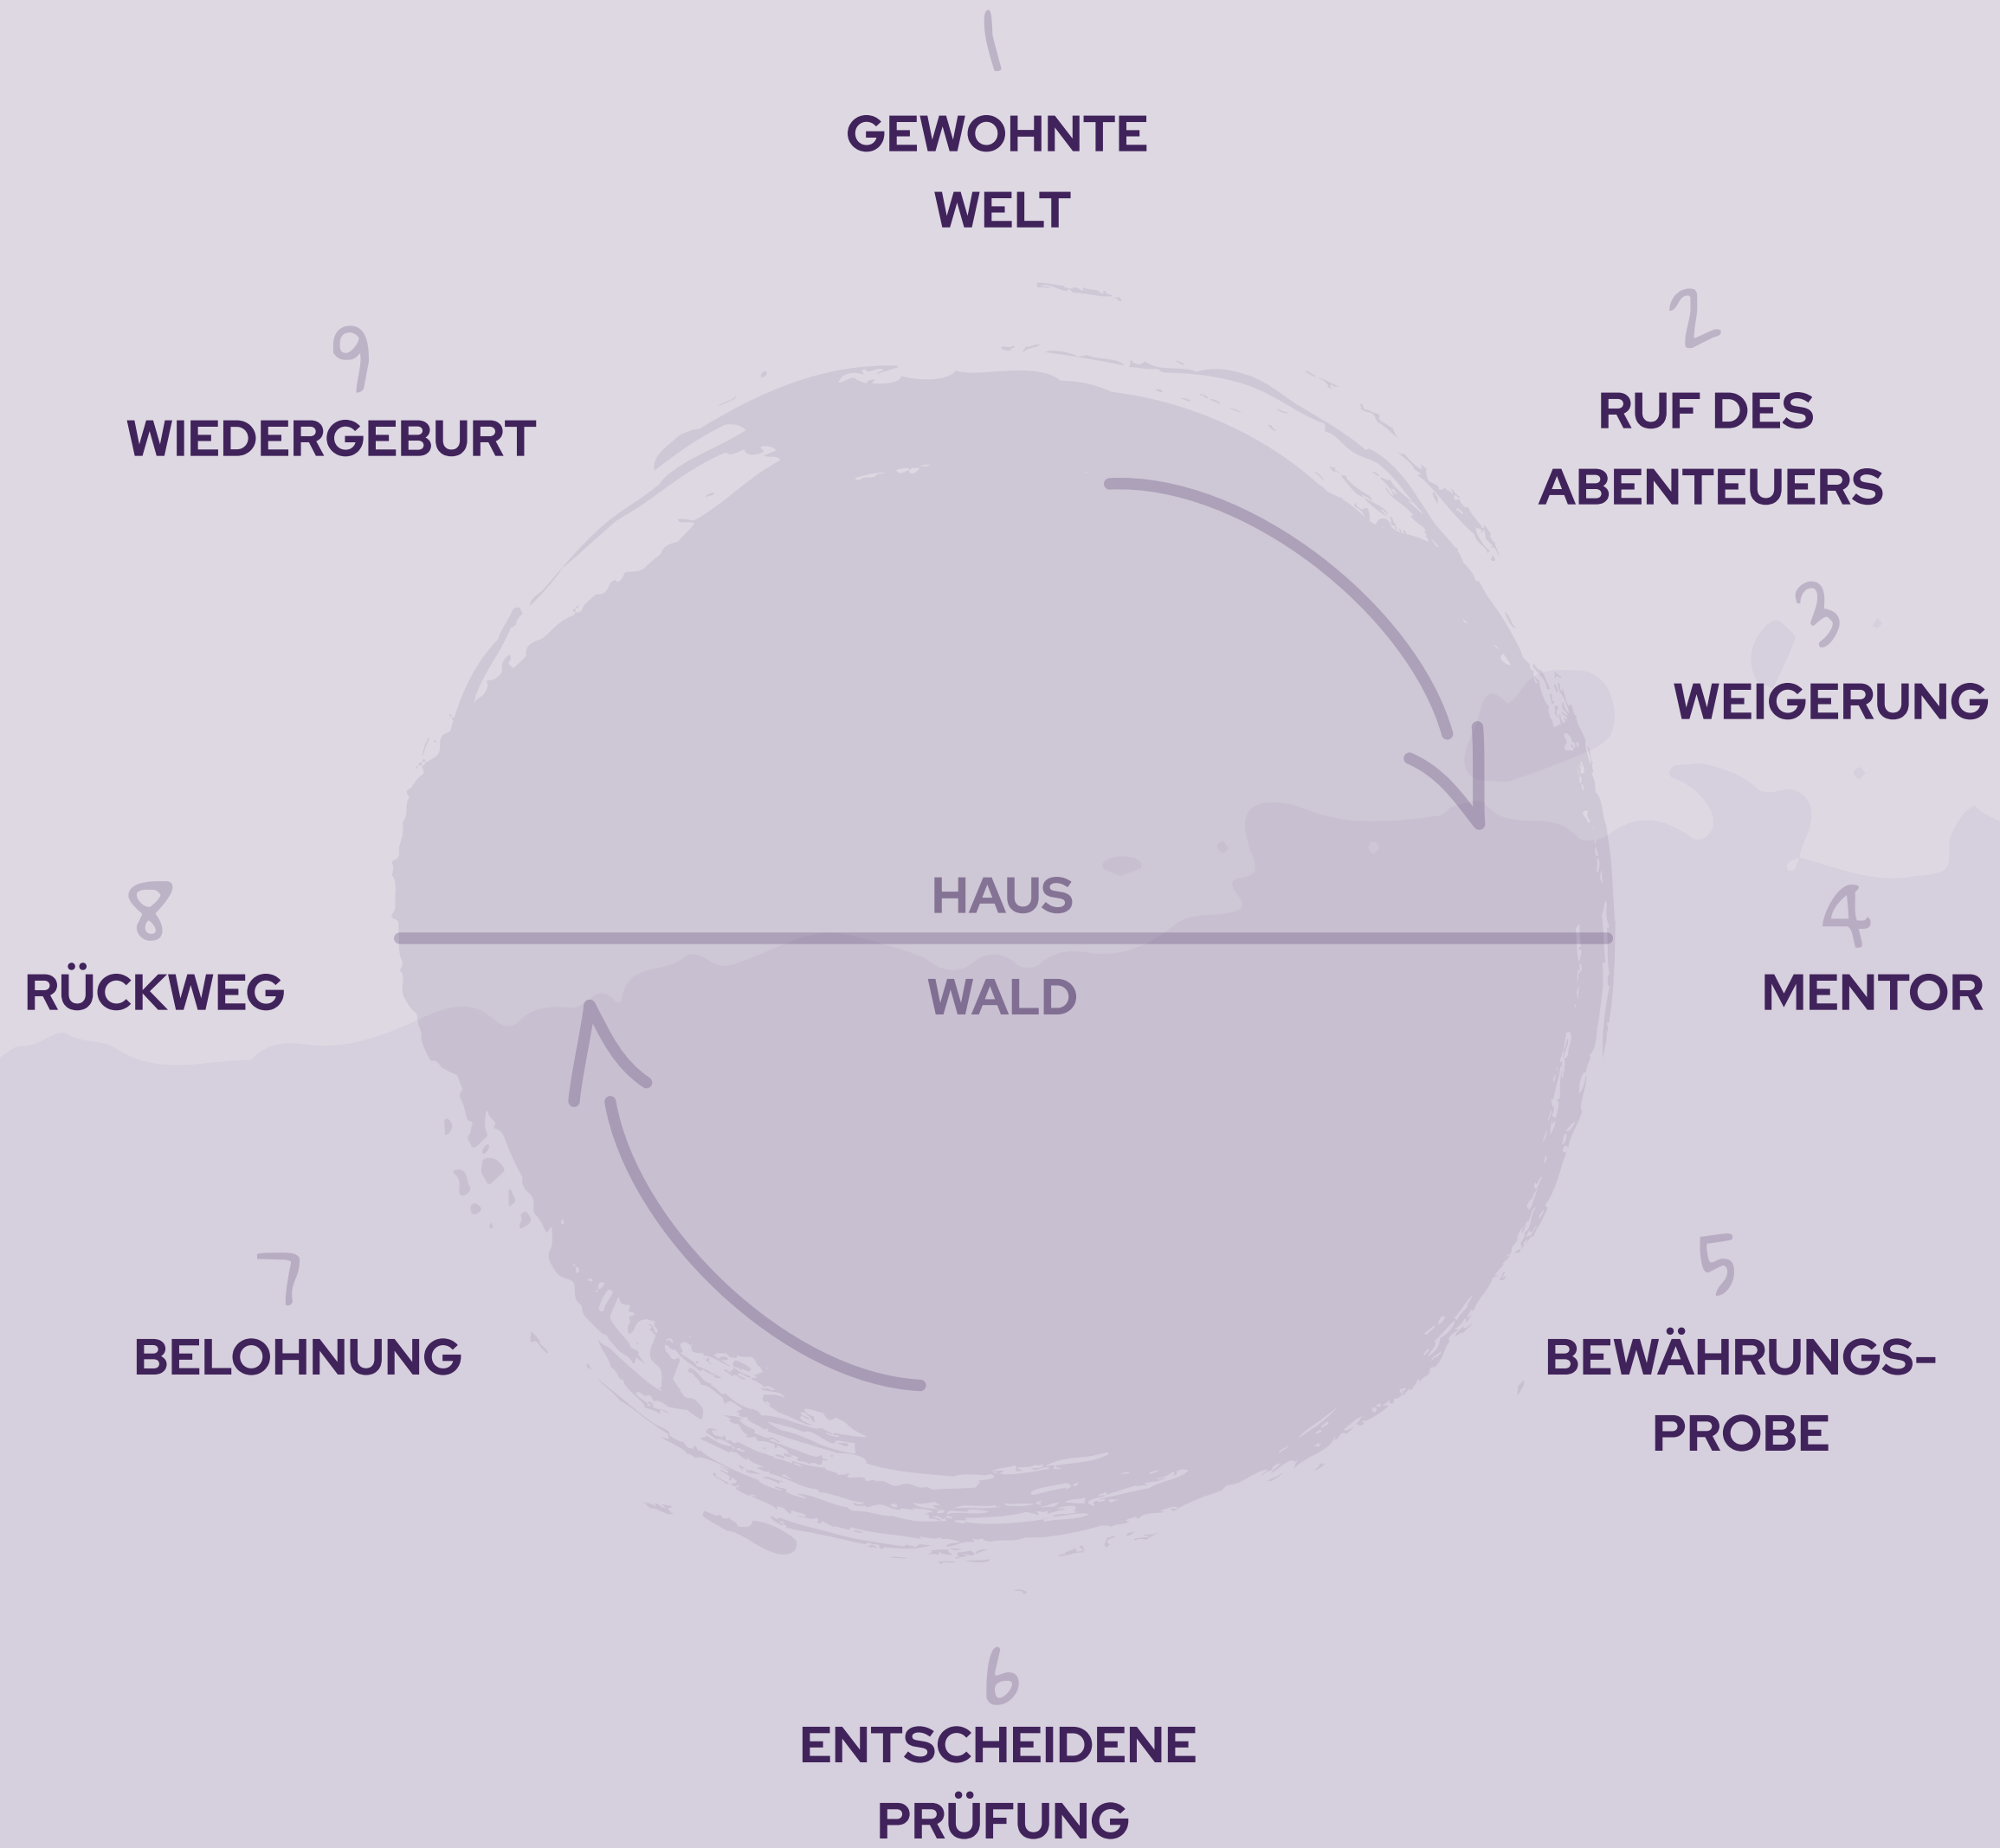 1
GEWOHNTE
WELT
2
RUF DES
ABENTEUERS
3
WEIGERUNG
4
MENTOR
5
BEWÄHRUNGS-
PROBE
6
ENTSCHEIDENE
PRÜFUNG
7
BELOHNUNG
8
RÜCKWEG
9
WIEDERGEBURT
HAUS
WALD